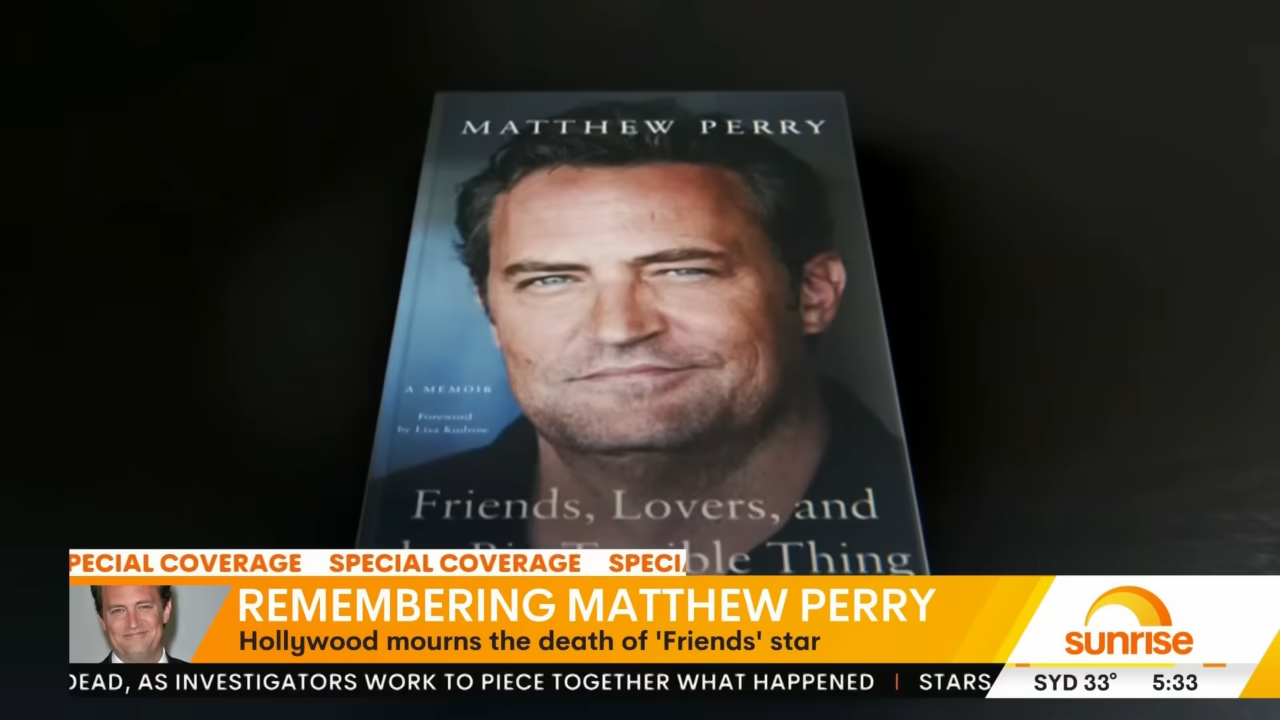 MATTHEW PERRY
A MEMOIR
Foreword
by Lisa Kudrow
Friends, Lovers, and
Thing
PECIAL COVERAGE SPECIAL COVERAGE SPECI
REMEMBERING MATTHEW PERRY
Hollywood mourns the death of 'Friends' star
sunrise
DEAD, AS INVESTIGATORS WORK TO PIECE TOGETHER WHAT HAPPENED | STARS
SYD 33° 5:33